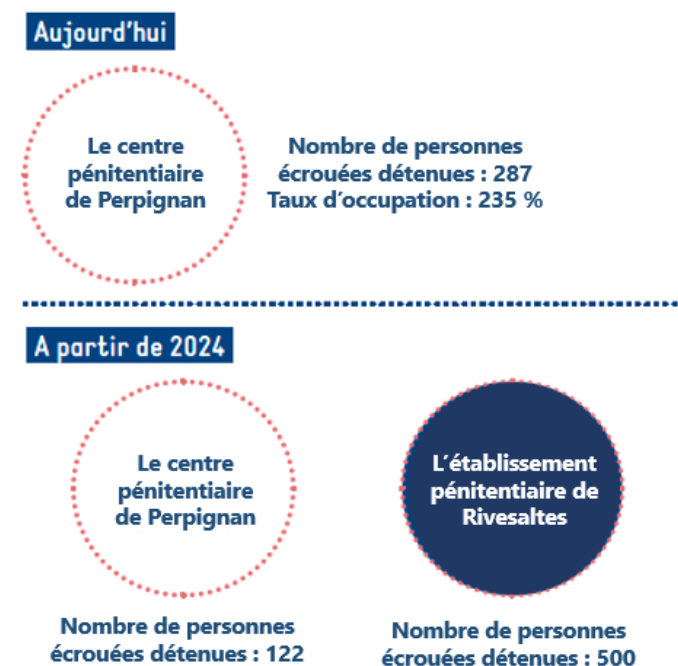 Aujourd'hui
Le centre
pénitentiaire
de Perpignan
Nombre de personnes
écrouées détenues : 287
Taux d'occupation : 235 %
A partir de 2024
Le centre
pénitentiaire
de Perpignan
Nombre de personnes
écrouées détenues : 122
L'établissement
pénitentiaire de
Rivesaltes
Nombre de personnes
écrouées détenues : 500